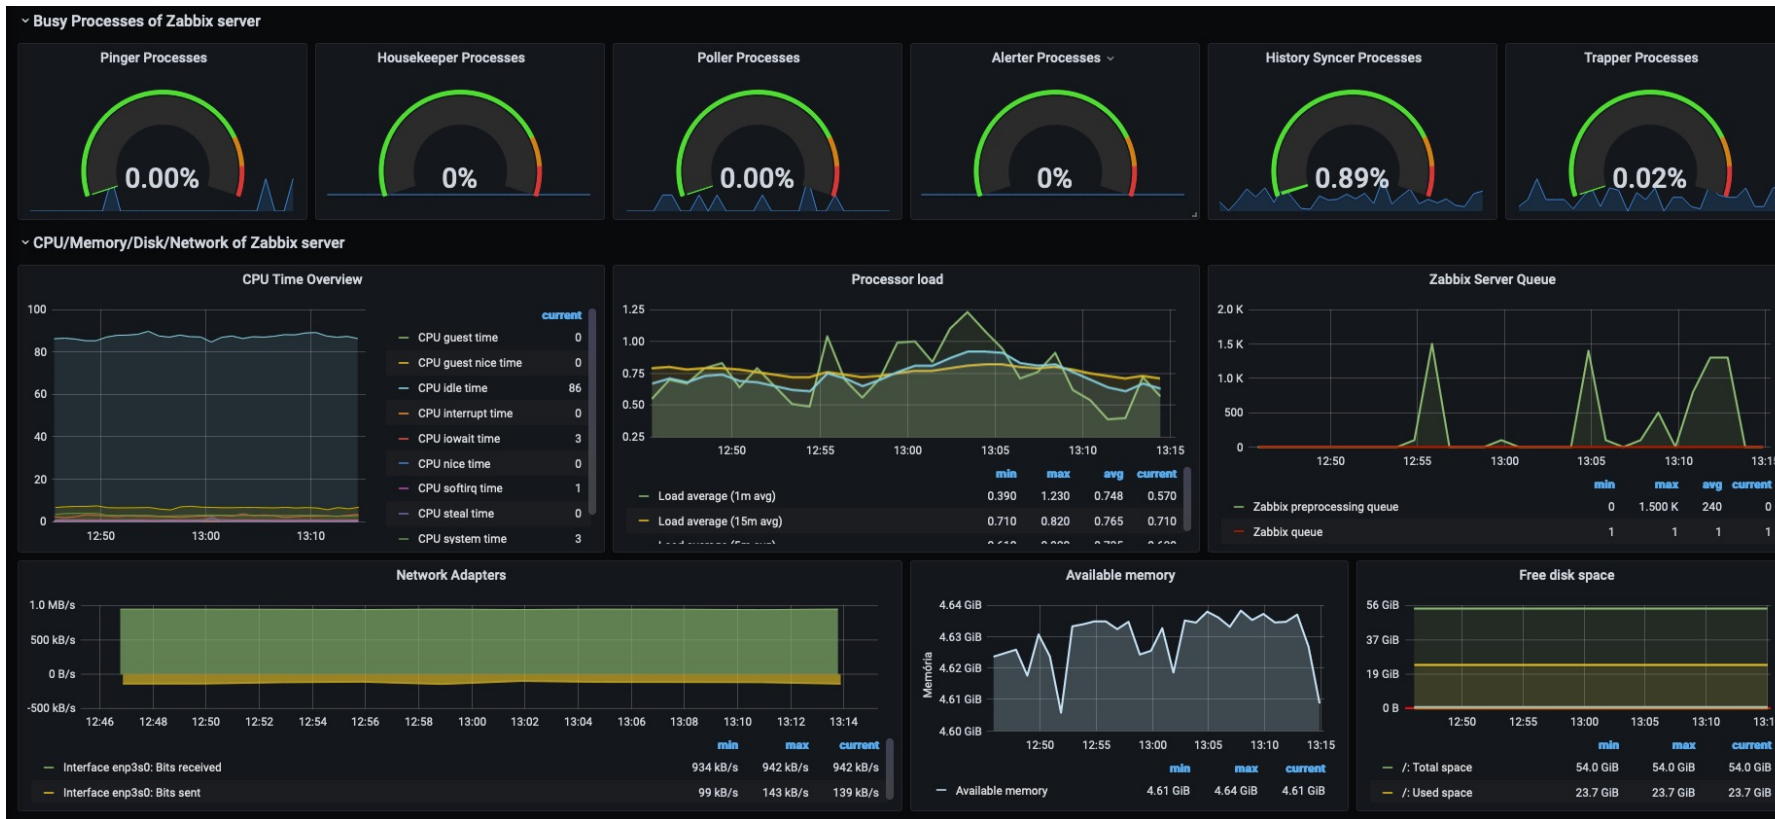 Busy Processes of Zabbix server
Pinger Processes
Housekeeper Processes
Poller Processes
Alerter Processes
History Syncer Processes
Trapper Processes
0.00%
0%
0.00%
0%
0.89%
0.02%
CPU/Memory/Disk/Network of Zabbix server
CPU Time Overview
100
80
60
40
20
0
12:50 13:00 13:10
current
CPU guest time 0
CPU guest nice time 0
CPU idle time 86
CPU interrupt time 0
CPU iowait time 3
CPU nice time 0
CPU softirq time 1
CPU steal time 0
CPU system time 3
Processor load
1.25
1.00
0.75
0.50
0.25
12:50 12:55 13:00 13:05 13:10 13:15
min max avg current
Load average (1m avg) 0.390 1.230 0.748 0.570
Load average (15m avg) 0.710 0.820 0.765 0.710
Zabbix Server Queue
2.0 K
1.5 K
1.0 K
500
0
12:50 12:55 13:00 13:05 13:10
min max avg current
Zabbix preprocessing queue 0 1.500 K 240 0
Zabbix queue 1 1 1 1
Network Adapters
1.0 MB/s
500 kB/s
0 B/s
-500 kB/s
12:46 12:48 12:50 12:52 12:54 12:56 12:58 13:00 13:02 13:04 13:06 13:08 13:10 13:12 13:14
min max current
Interface enp3s0: Bits received 934 kB/s 942 kB/s 942 kB/s
Interface enp3s0: Bits sent 99 kB/s 143 kB/s 139 kB/s
Available memory
Memória
4.64 GiB
4.63 GiB
4.62 GiB
4.61 GiB
4.60 GiB
12:50 12:55 13:00 13:05 13:10 13:15
min max current
Available memory 4.61 GiB 4.64 GiB 4.61 GiB
Free disk space
56 GiB
37 GiB
19 GiB
0 B
12:50 12:55 13:00 13:05 13:10
min max current
/: Total space 54.0 GiB 54.0 GiB 54.0 GiB
/: Used space 23.7 GiB 23.7 GiB 23.7 GiB